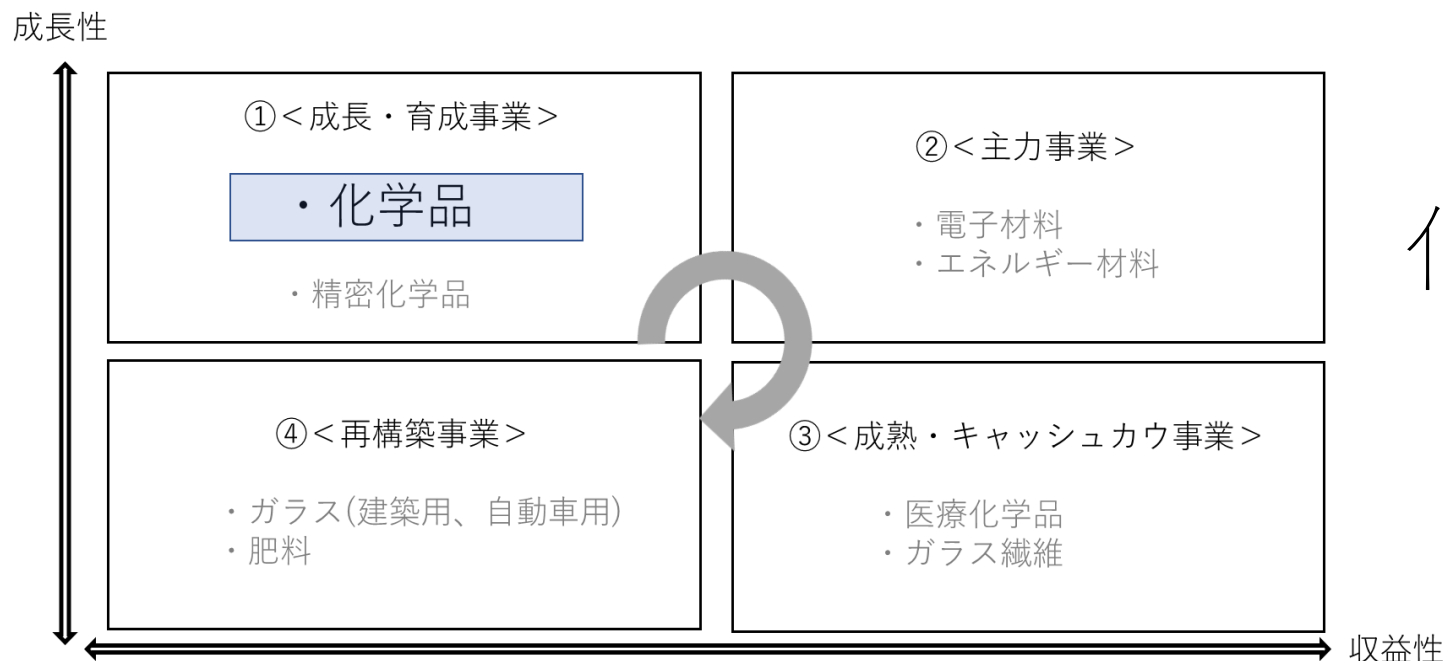 成長性
①<成長・育成事業>
・化学品
・精密化学品
②<主力事業>
・電子材料
・エネルギー材料
④<再構築事業>
・ガラス(建築用、自動車用)
・肥料
③<成熟・キャッシュカウ事業>
・医療化学品
・ガラス繊維
収益性